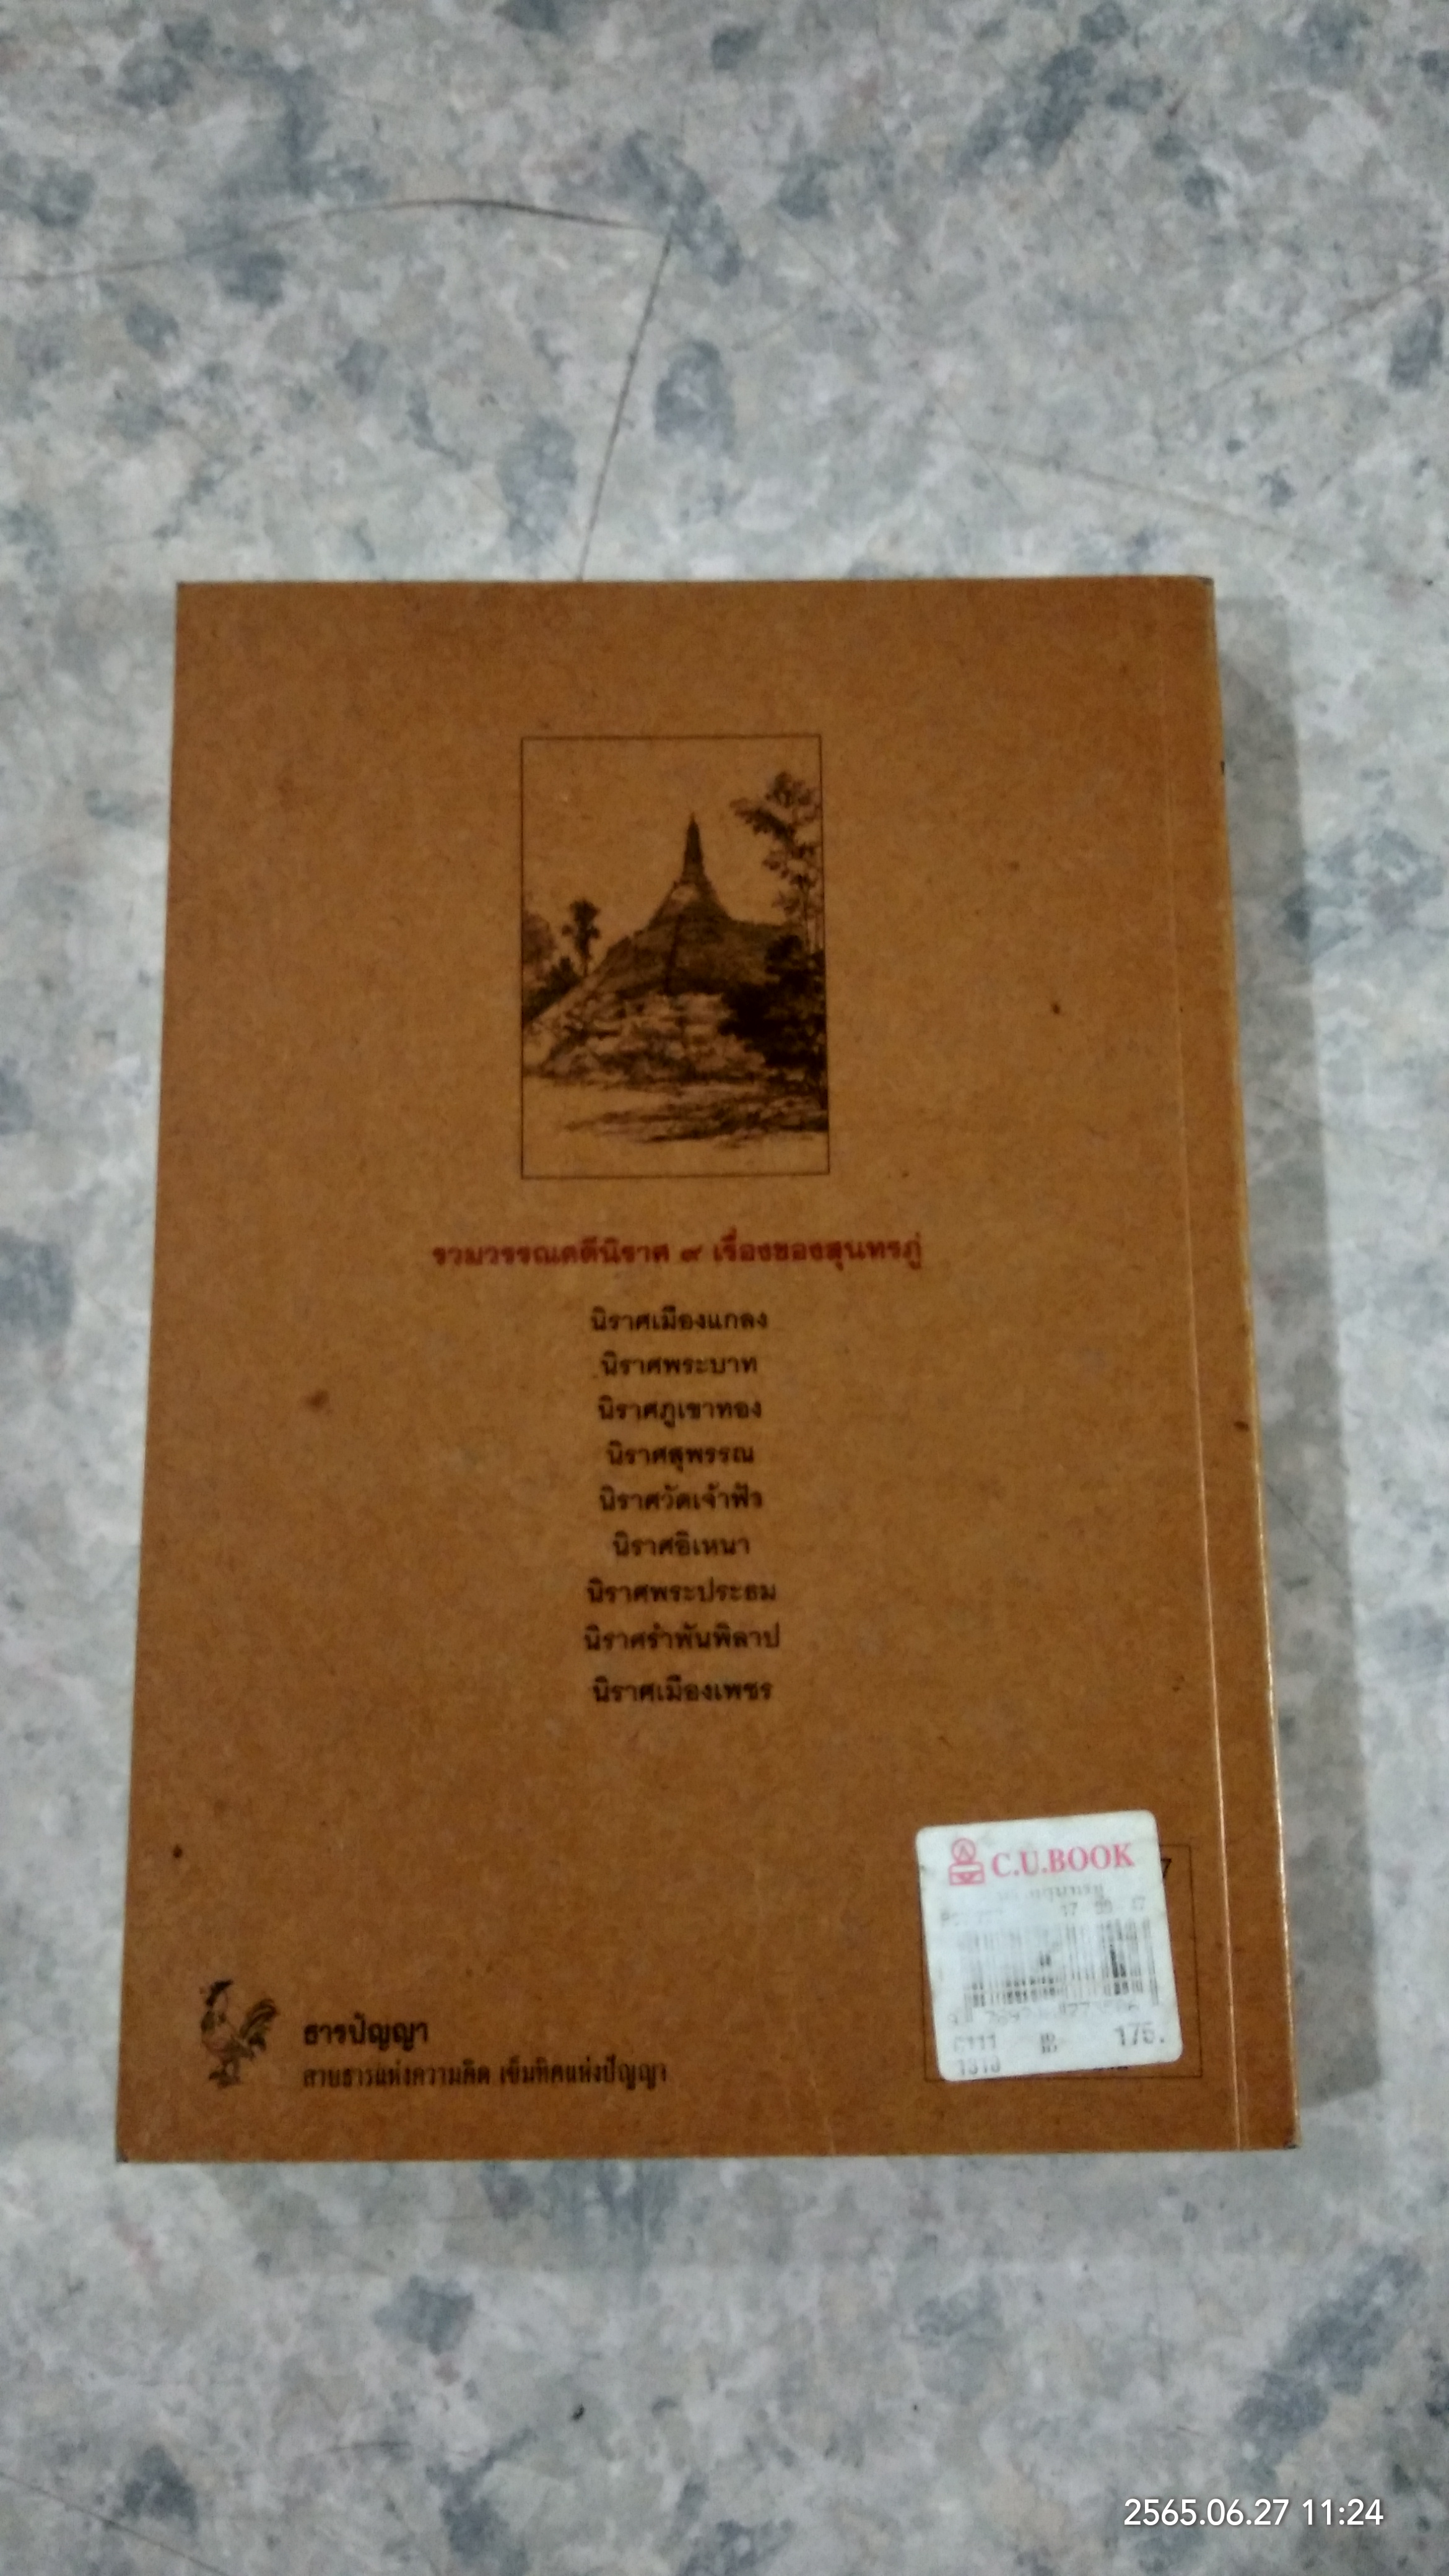 รวมวรรณคดีนิราศ ๙ เรื่องของสุนทรภู่
นิราศเมืองแกลง
นิราศพระบาท
นิราศภูเขาทอง
นิราศสุพรรณ
นิราศวัดเจ้าฟ้า
นิราศอิเหนา
นิราศพระประธม
นิราศรำพันพิลาป
นิราศเมืองเพชร
C.U.BOOK
7
175.
ธารปัญญา
สายธารแห่งความคิด เข็มทิศแห่งปัญญา
2565.06.27 11:24